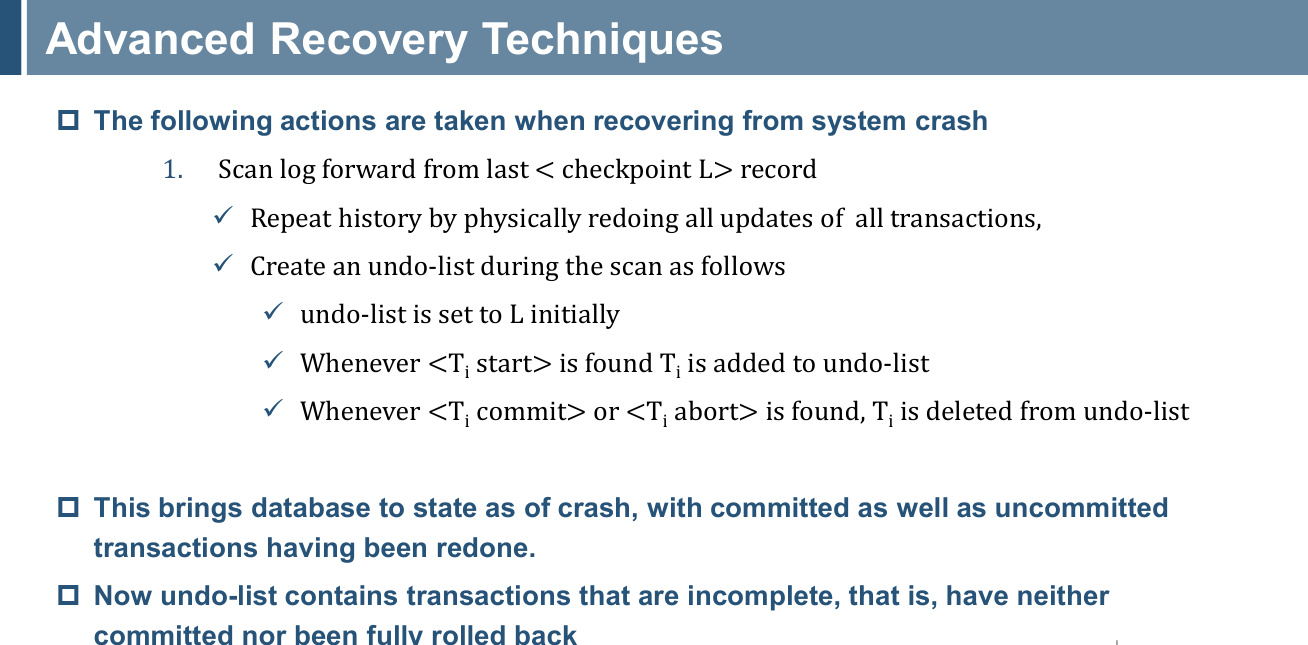 Advanced Recovery Techniques
The following actions are taken when recovering from system crash
1. Scan log forward from last < checkpoint L> record
✓ Repeat history by physically redoing all updates of all transactions,
✓ Create an undo-list during the scan as follows
✓ undo-list is set to L initially
✓ Whenever <Ti start> is found Ti is added to undo-list
✓ Whenever <Ti commit> or <Ti abort> is found, Ti is deleted from undo-list
This brings database to state as of crash, with committed as well as uncommitted
transactions having been redone.
Now undo-list contains transactions that are incomplete, that is, have neither
committed nor been fully rolled back